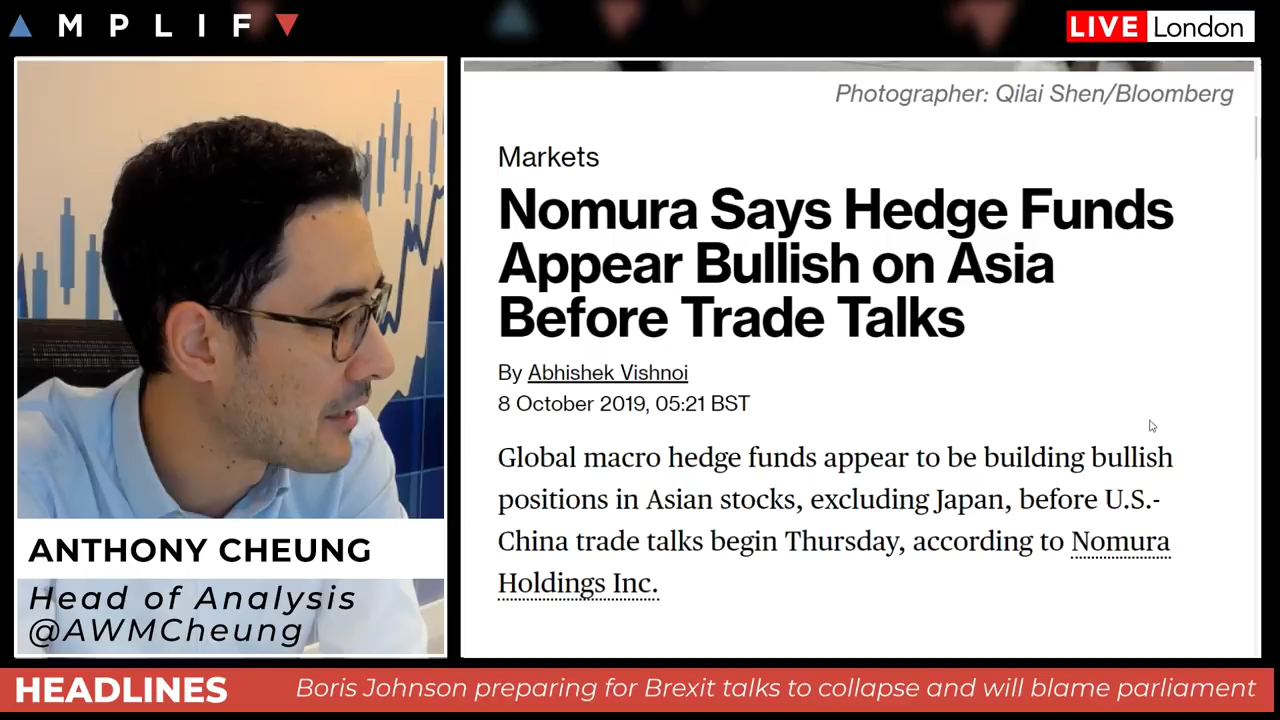 MPLIF
LIVE London
Photographer: Qilai Shen/Bloomberg
Markets
Nomura Says Hedge Funds
Appear Bullish on Asia
Before Trade Talks
By Abhishek Vishnoi
8 October 2019, 05:21 BST
Global macro hedge funds appear to be building bullish
positions in Asian stocks, excluding Japan, before U.S.-
China trade talks begin Thursday, according to Nomura
Holdings Inc.
ANTHONY CHEUNG
Head of Analysis
@AWMCheung
HEADLINES Boris Johnson preparing for Brexit talks to collapse and will blame parliament